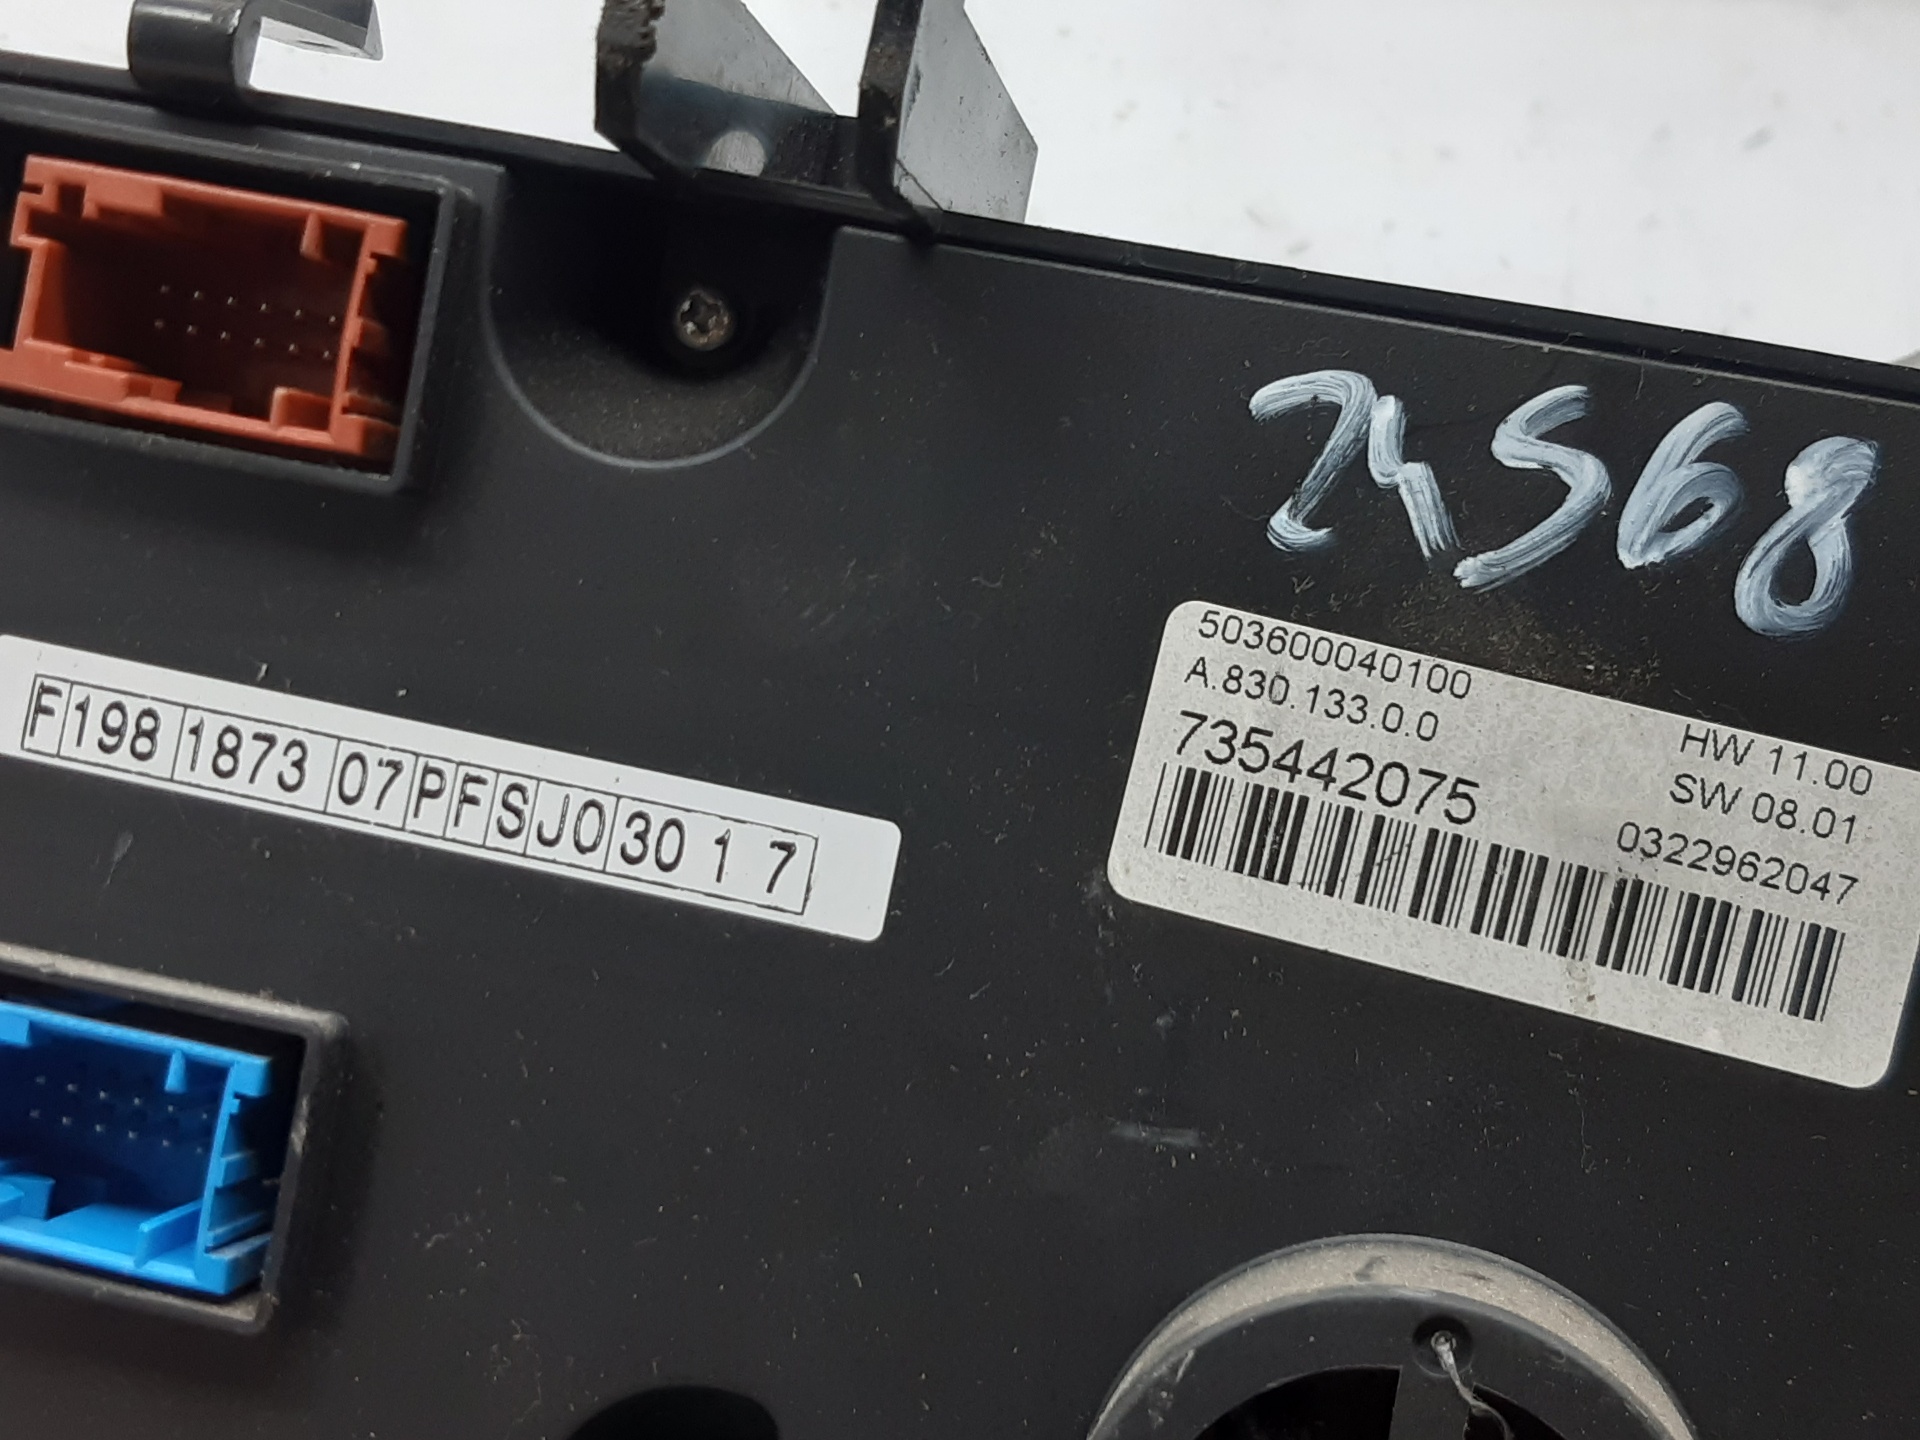 24568
503600040100
A.830.133.0.0
HW 11.00
735442075
SW 08.01
0322962047
F 198 1873 07 P F S J0 30 1 7